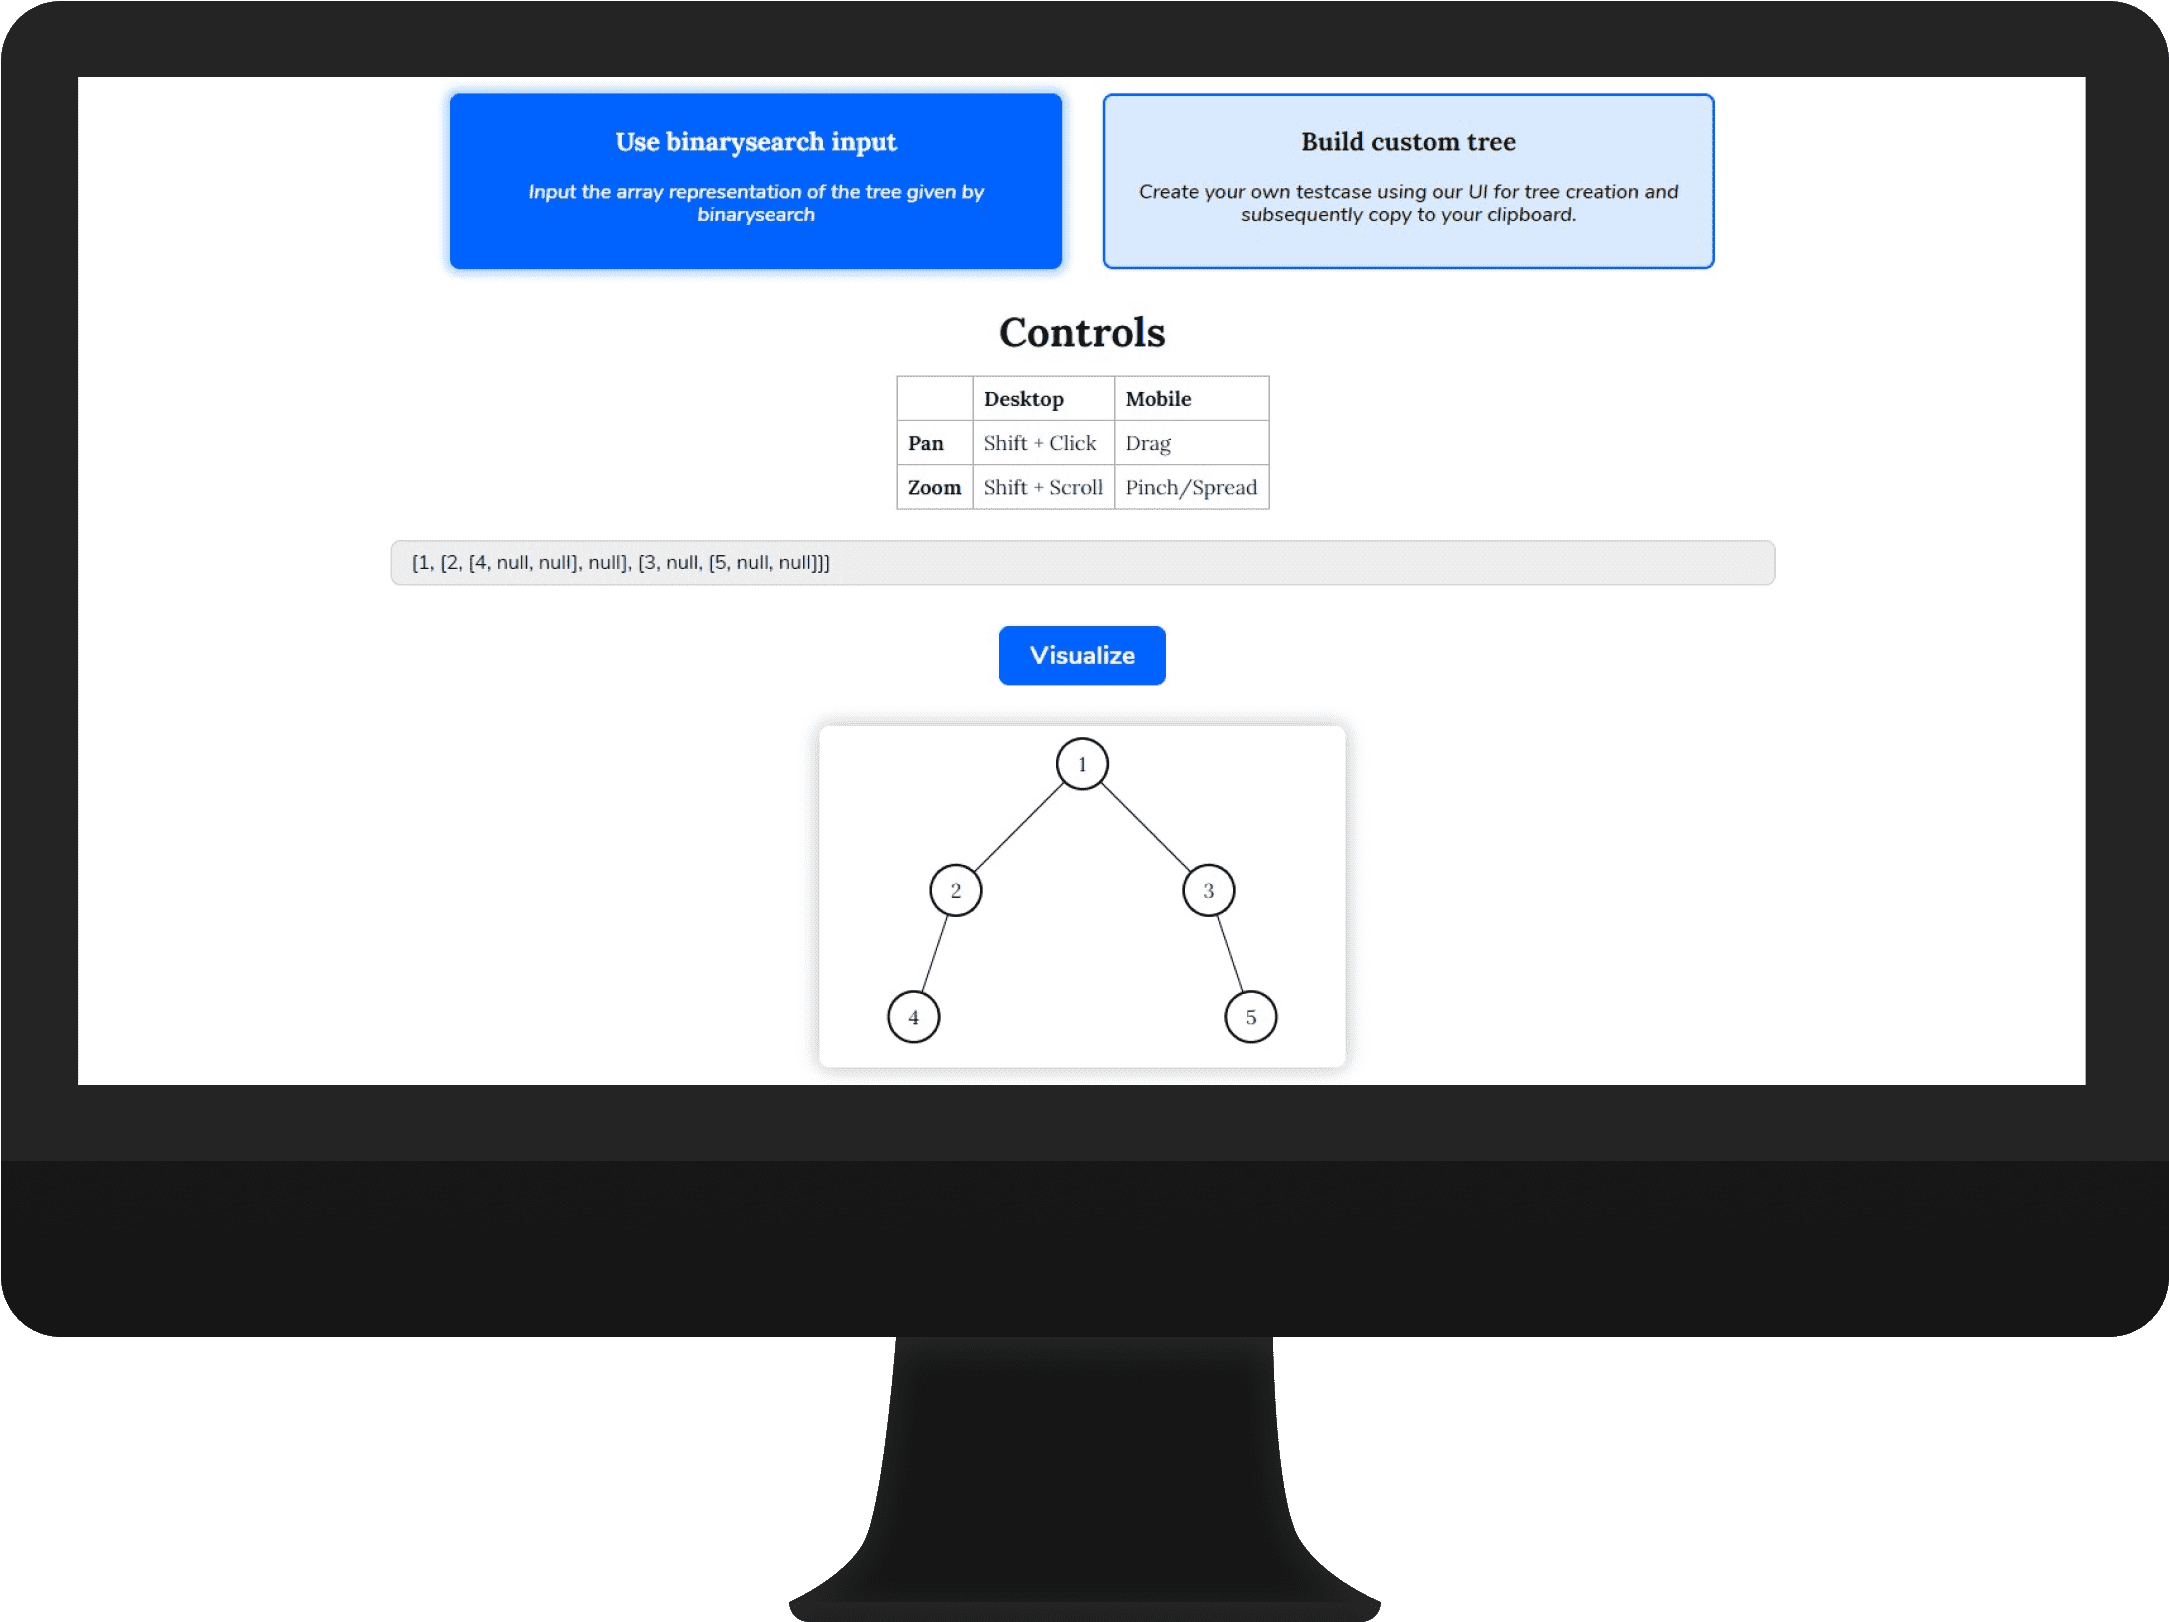 Use binarysearch input
Input the array representation of the tree given by
binarysearch
Build custom tree
Create your own testcase using our UI for tree creation and
subsequently copy to your clipboard.
Controls
Desktop Mobile
Pan Shift + Click Drag
Zoom Shift + Scroll Pinch/Spread
[1, [2, [4, null, null], null], [3, null, [5, null, null]]]
Visualize
1
2 3
4 5